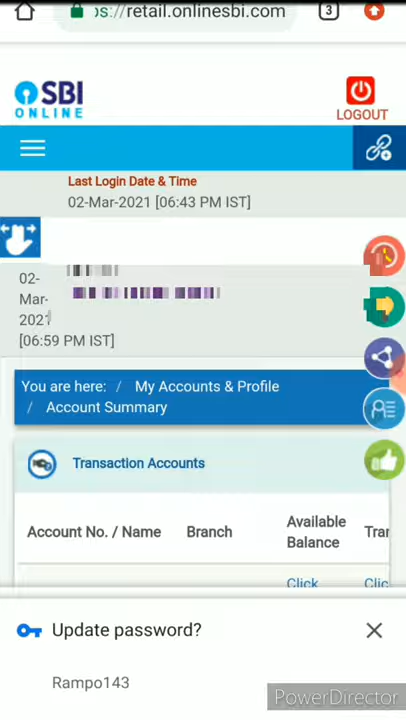 ps://retail.onlinesbi.com
3
SBI
ONLINE
LOGOUT
Last Login Date & Time
02-Mar-2021 [06:43 PM IST]
02-
Mar-
2021
[06:59 PM IST]
You are here: / My Accounts & Profile
/ Account Summary
Transaction Accounts
Account No. / Name
Branch
Available
Balance
Click
Clic
Update password?
Rampo143
PowerDirector